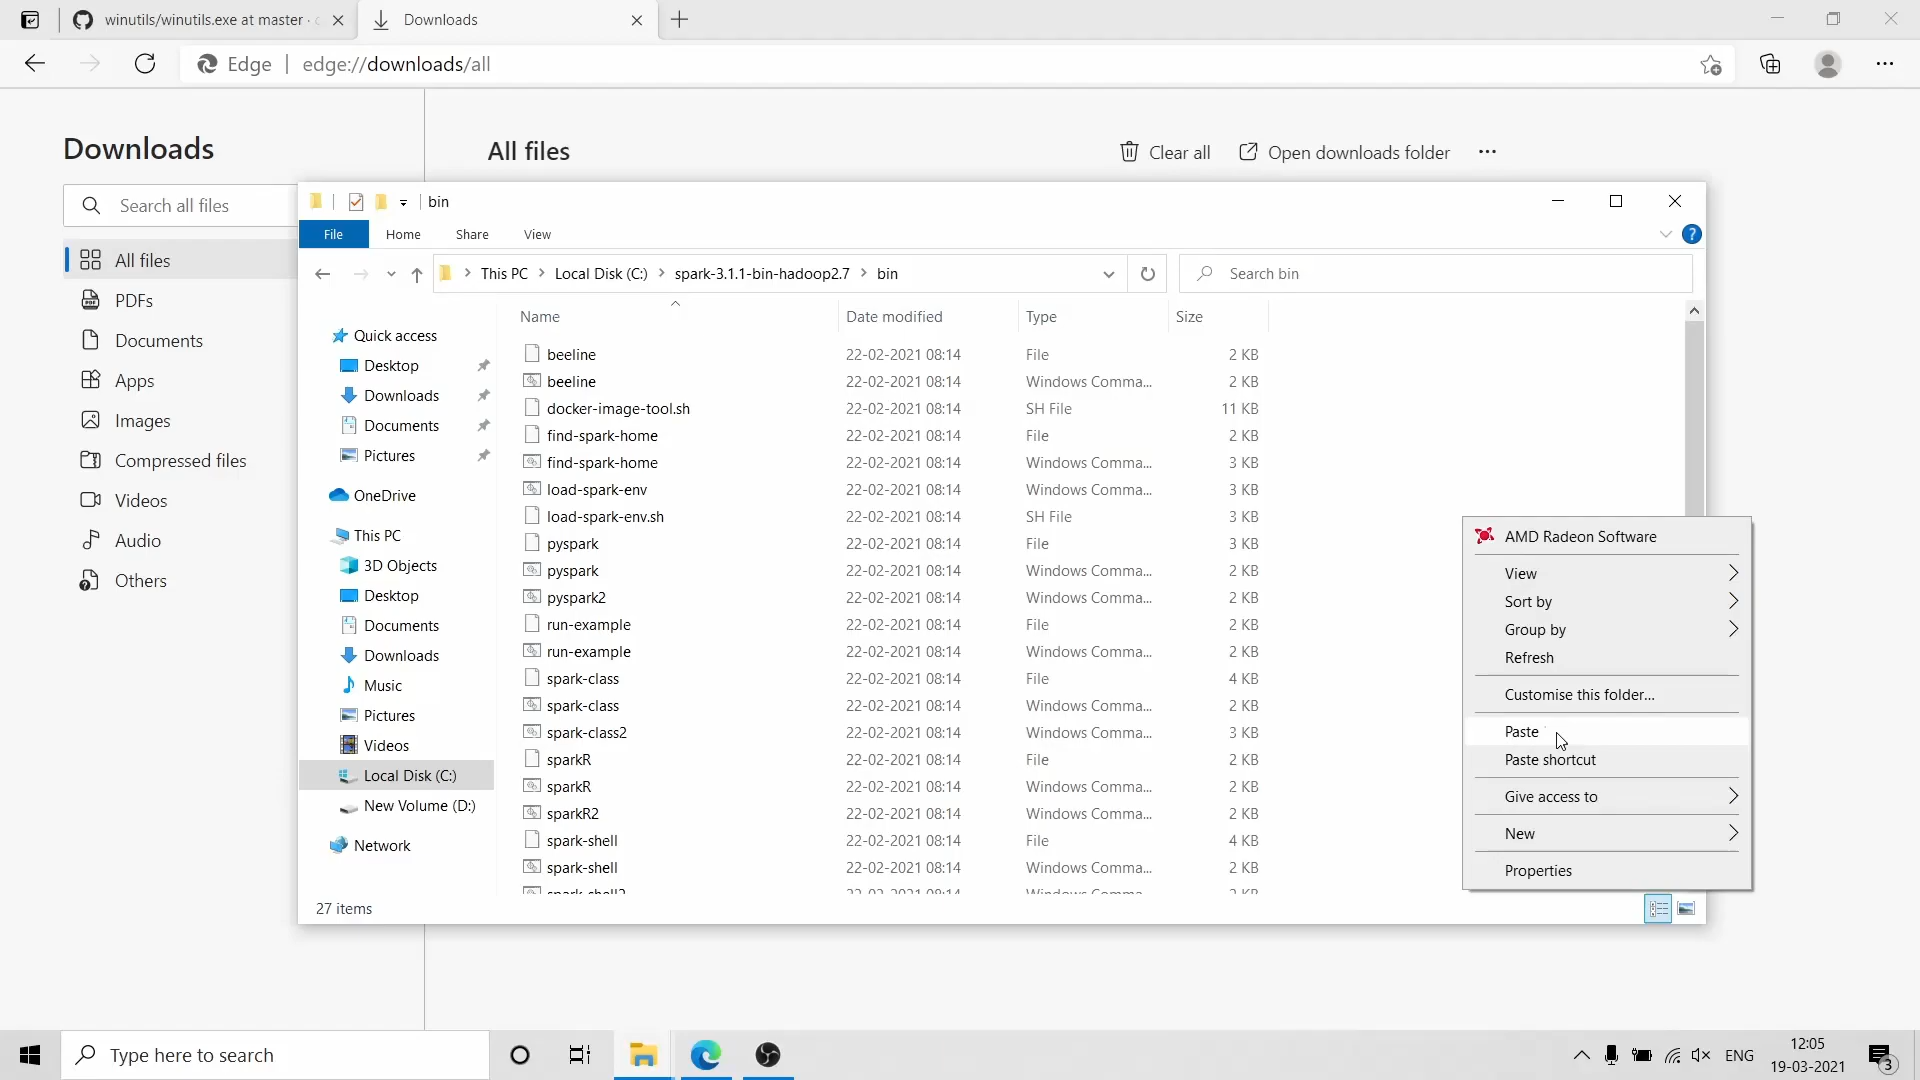 winutils/winutils.exe at master ·
Downloads
Edge
edge://downloads/all
Downloads
Search all files
All files
PDFs
Documents
Apps
Images
Compressed files
Videos
Audio
Others
All files
Clear all
Open downloads folder
bin
File
Home
Share
View
This PC
Local Disk (C:)
spark-3.1.1-bin-hadoop2.7
bin
Search bin
Quick access
Desktop
Downloads
Documents
Pictures
OneDrive
This PC
3D Objects
Desktop
Documents
Downloads
Music
Pictures
Videos
Local Disk (C:)
New Volume (D:)
Network
Name Date modified Type Size
beeline 22-02-2021 08:14 File 2 KB
beeline 22-02-2021 08:14 Windows Comma... 2 KB
docker-image-tool.sh 22-02-2021 08:14 SH File 11 KB
find-spark-home 22-02-2021 08:14 File 2 KB
find-spark-home 22-02-2021 08:14 Windows Comma... 3 KB
load-spark-env 22-02-2021 08:14 Windows Comma... 3 KB
load-spark-env.sh 22-02-2021 08:14 SH File 3 KB
pyspark 22-02-2021 08:14 File 3 KB
pyspark 22-02-2021 08:14 Windows Comma... 2 KB
pyspark2 22-02-2021 08:14 Windows Comma... 2 KB
run-example 22-02-2021 08:14 File 2 KB
run-example 22-02-2021 08:14 Windows Comma... 2 KB
spark-class 22-02-2021 08:14 File 4 KB
spark-class 22-02-2021 08:14 Windows Comma... 2 KB
spark-class2 22-02-2021 08:14 Windows Comma... 3 KB
sparkR 22-02-2021 08:14 File 2 KB
sparkR 22-02-2021 08:14 Windows Comma... 2 KB
sparkR2 22-02-2021 08:14 Windows Comma... 2 KB
spark-shell 22-02-2021 08:14 File 4 KB
spark-shell 22-02-2021 08:14 Windows Comma... 2 KB
27 items
AMD Radeon Software
View
Sort by
Group by
Refresh
Customise this folder...
Paste
Paste shortcut
Give access to
New
Properties
Type here to search
ENG
12:05
19-03-2021
3